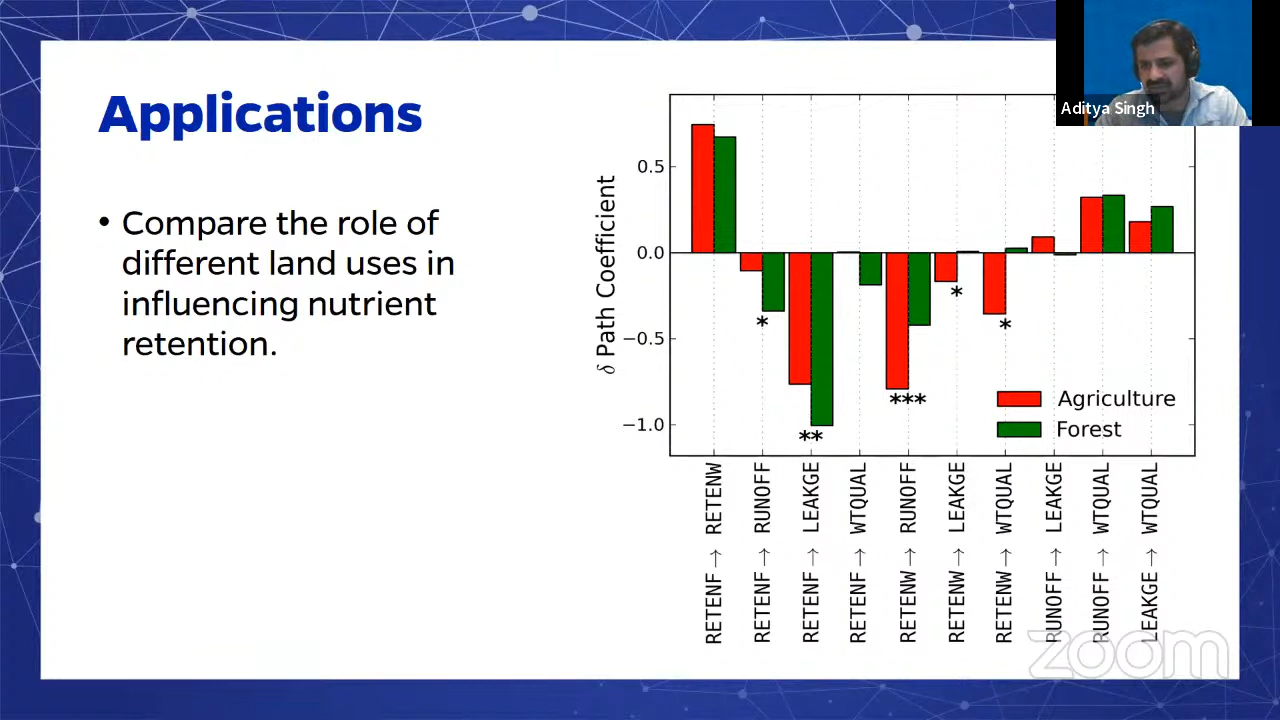 Applications
• Compare the role of
different land uses in
influencing nutrient
retention.
Aditya Singh
δ Path Coefficient
0.5
0.0
−0.5
−1.0
*
**
***
*
*
Agriculture
Forest
RETENF → RETENW
RETENF → RUNOFF
RETENF → LEAKGE
RETENF → WTQUAL
RETENW → RUNOFF
RETENW → LEAKGE
RETENW → WTQUAL
RUNOFF → LEAKGE
RUNOFF → WTQUAL
LEAKGE → WTQUAL
zoom